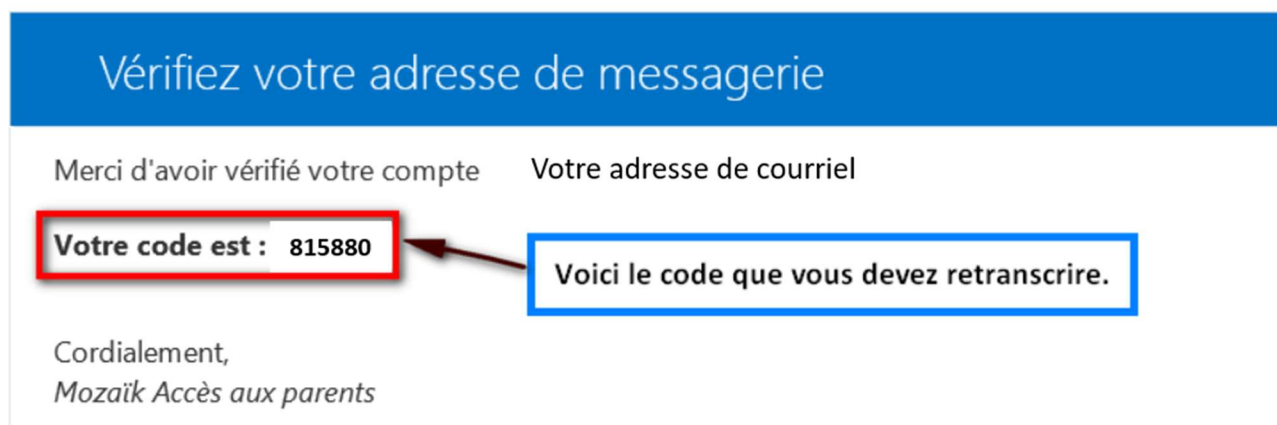 Vérifiez votre adresse de messagerie
Merci d'avoir vérifié votre compte Votre adresse de courriel
Votre code est : 815880
Voici le code que vous devez retranscrire.
Cordialement,
Mozaïk Accès aux parents